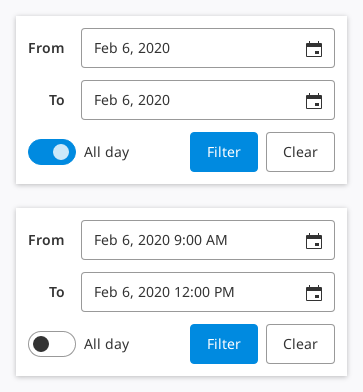 From Feb 6, 2020
To Feb 6, 2020
All day Filter Clear
From Feb 6, 2020 9:00 AM
To Feb 6, 2020 12:00 PM
All day Filter Clear